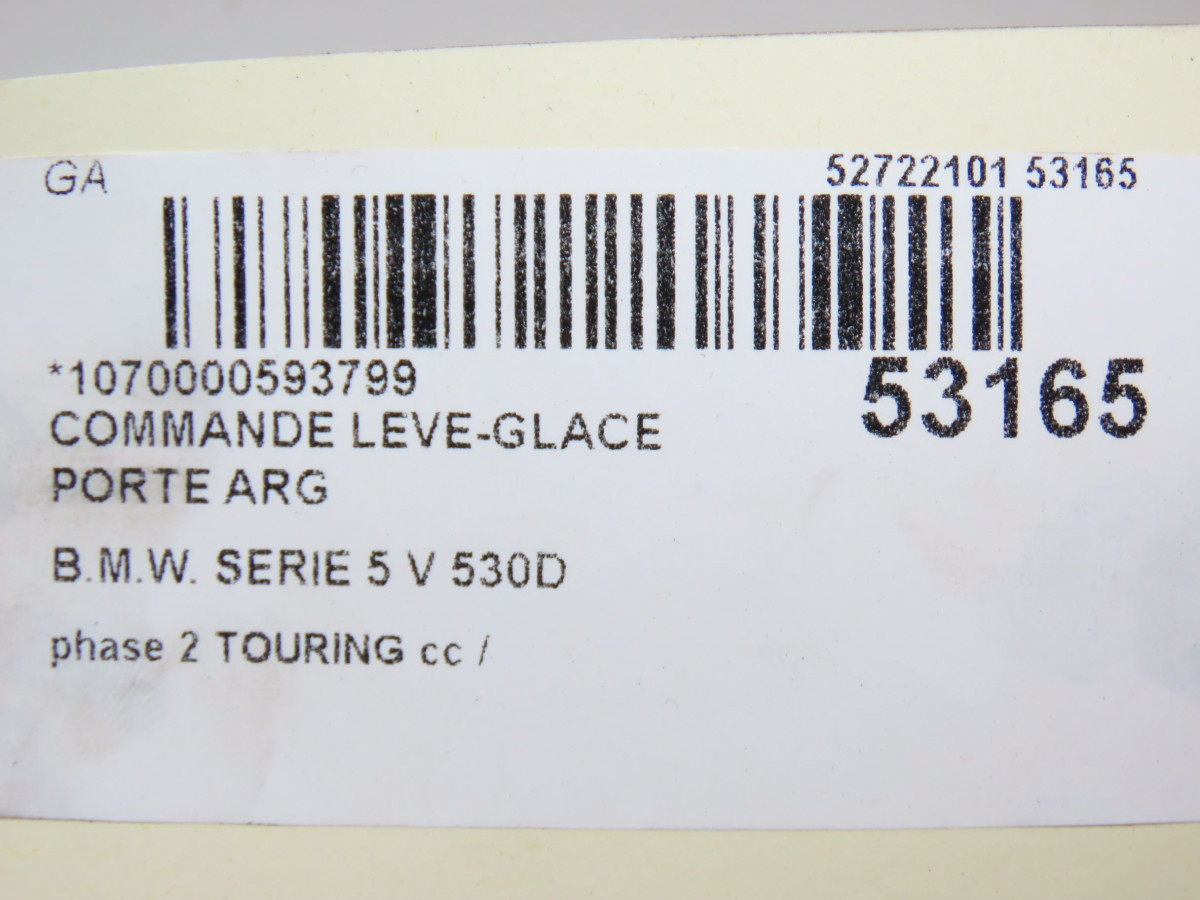 GA 52722101 53165
*1070000593799 53165
COMMANDE LEVE-GLACE
PORTE ARG
B.M.W. SERIE 5 V 530D
phase 2 TOURING cc /